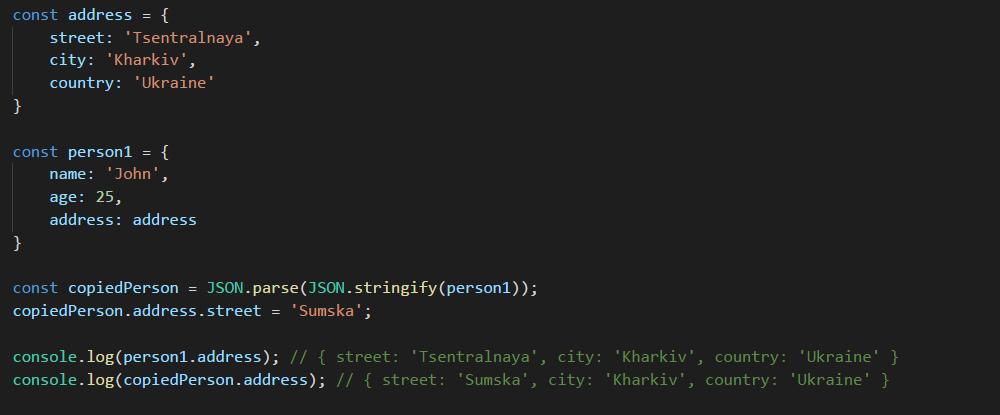 const address = {
    street: 'Tsentralnaya',
    city: 'Kharkiv',
    country: 'Ukraine'
}

const person1 = {
    name: 'John',
    age: 25,
    address: address
}

const copiedPerson = JSON.parse(JSON.stringify(person1));
copiedPerson.address.street = 'Sumska';

console.log(person1.address); // { street: 'Tsentralnaya', city: 'Kharkiv', country: 'Ukraine' }
console.log(copiedPerson.address); // { street: 'Sumska', city: 'Kharkiv', country: 'Ukraine' }